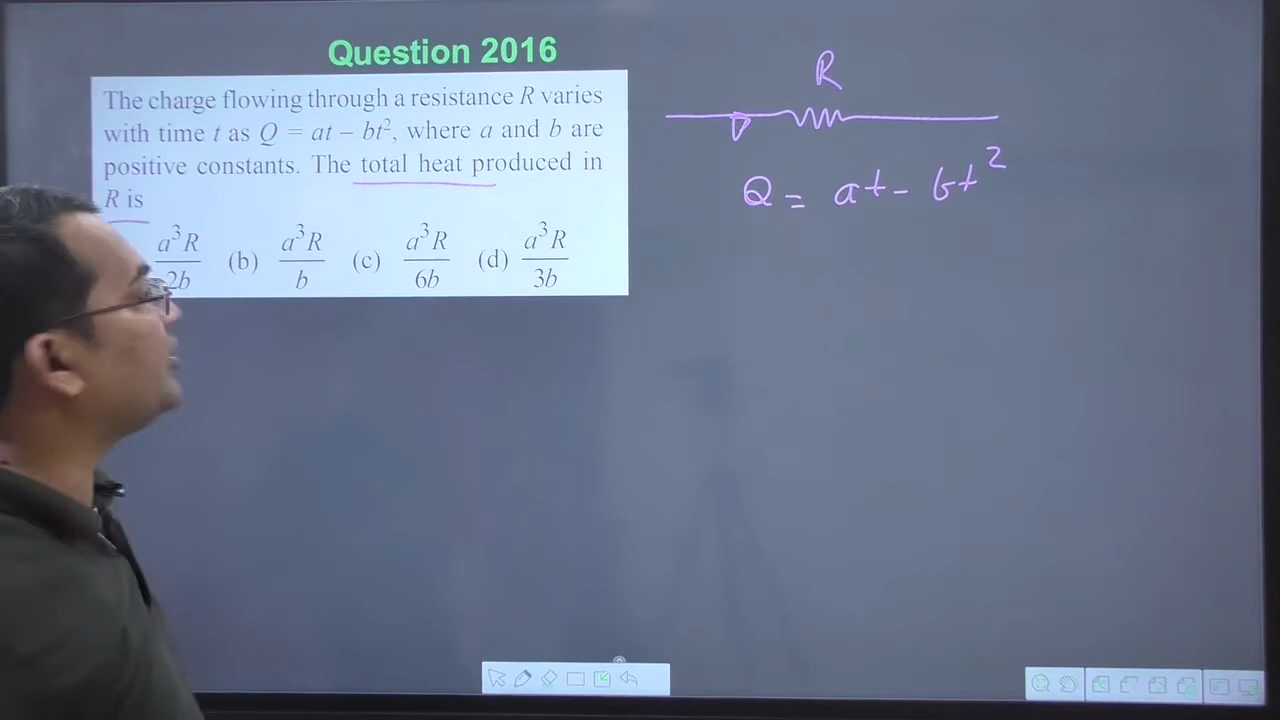 Question 2016
The charge flowing through a resistance R varies
with time t as Q = at – bt², where a and b are
positive constants. The total heat produced in
R is
a³R/2b (b) a³R/b (c) a³R/6b (d) a³R/3b
R
Q = at - bt²